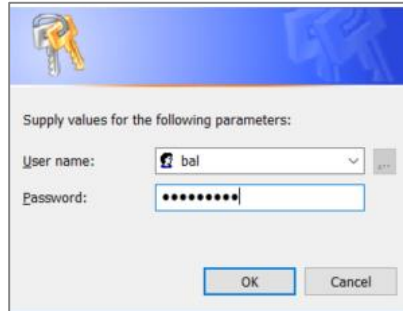 Supply values for the following parameters:
User name: bal ...
Password: •••••••••
OK Cancel